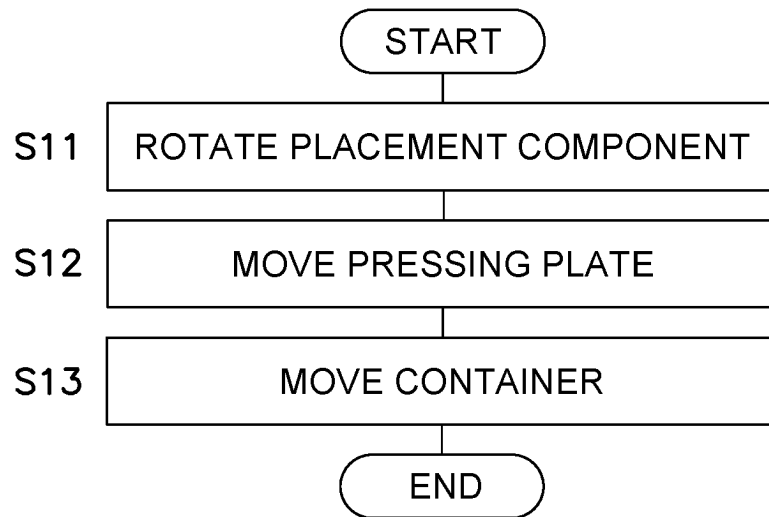 START
S11 ROTATE PLACEMENT COMPONENT
S12 MOVE PRESSING PLATE
S13 MOVE CONTAINER
END